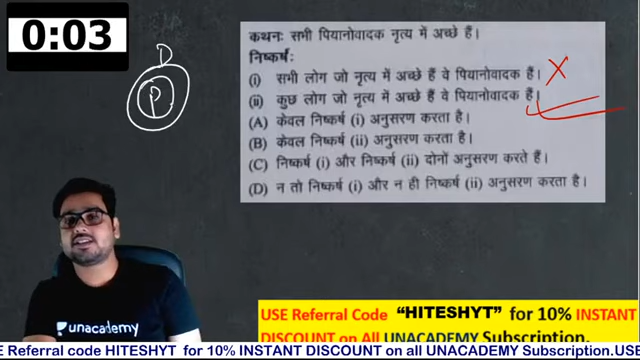 0:03
D
P
कथनः सभी पियानोवादक नृत्य में अच्छे हैं।
निष्कर्षः
(i) सभी लोग जो नृत्य में अच्छे हैं वे पियानोवादक हैं।
(ii) कुछ लोग जो नृत्य में अच्छे हैं वे पियानोवादक हैं।
(A) केवल निष्कर्ष (i) अनुसरण करता है।
(B) केवल निष्कर्ष (ii) अनुसरण करता है।
(C) निष्कर्ष (i) और निष्कर्ष (ii) दोनों अनुसरण करते हैं।
(D) न तो निष्कर्ष (i) और न ही निष्कर्ष (ii) अनुसरण करता है।
unacademy
USE Referral Code “HITESHYT” for 10% INSTANT
DISCOUNT on All UNACADEMY Subscription.
E Referral code HITESHYT for 10% INSTANT DISCOUNT on all UNACADEMY Subscription.US